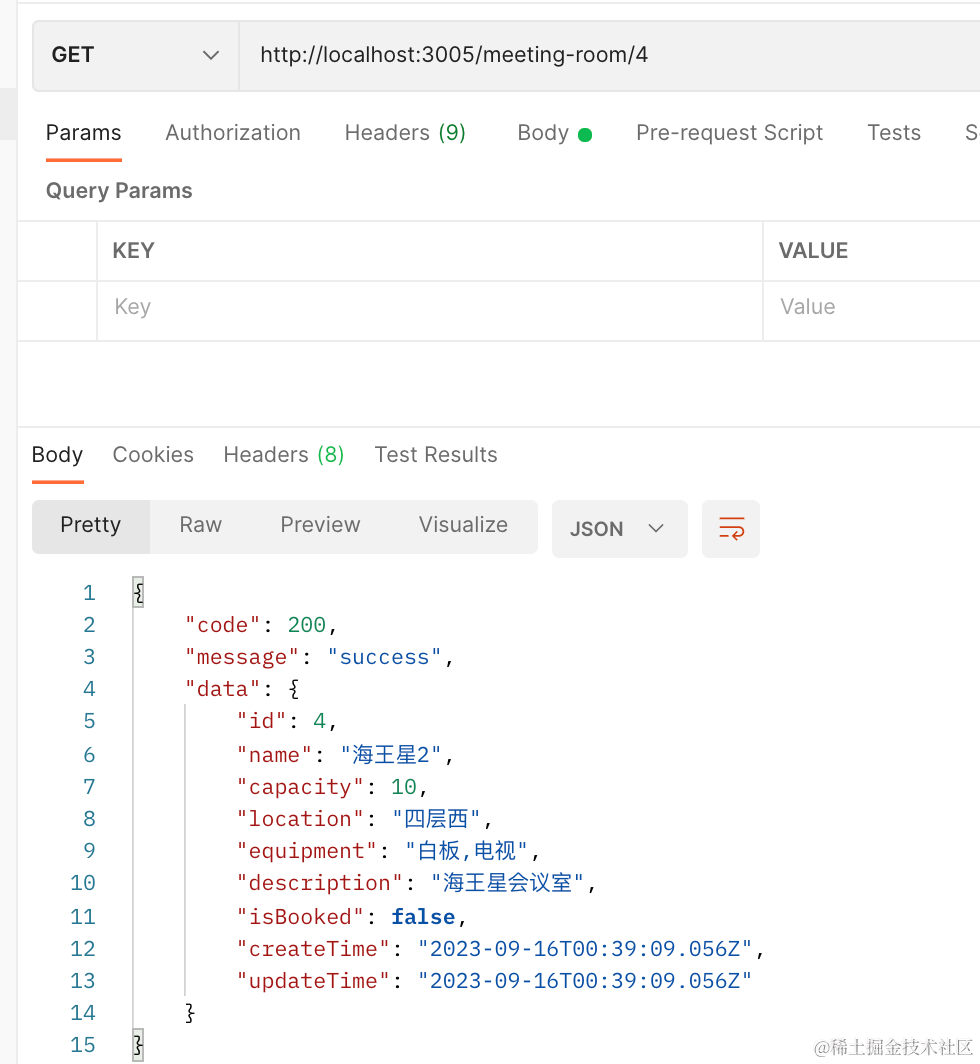 GET http://localhost:3005/meeting-room/4
Params Authorization Headers (9) Body Pre-request Script Tests S
Query Params
KEY VALUE
Key Value
Body Cookies Headers (8) Test Results
Pretty Raw Preview Visualize JSON
1 {
2 "code": 200,
3 "message": "success",
4 "data": {
5 "id": 4,
6 "name": "海王星2",
7 "capacity": 10,
8 "location": "四层西",
9 "equipment": "白板,电视",
10 "description": "海王星会议室",
11 "isBooked": false,
12 "createTime": "2023-09-16T00:39:09.056Z",
13 "updateTime": "2023-09-16T00:39:09.056Z"
14 }
15 }
@稀土掘金技术社区